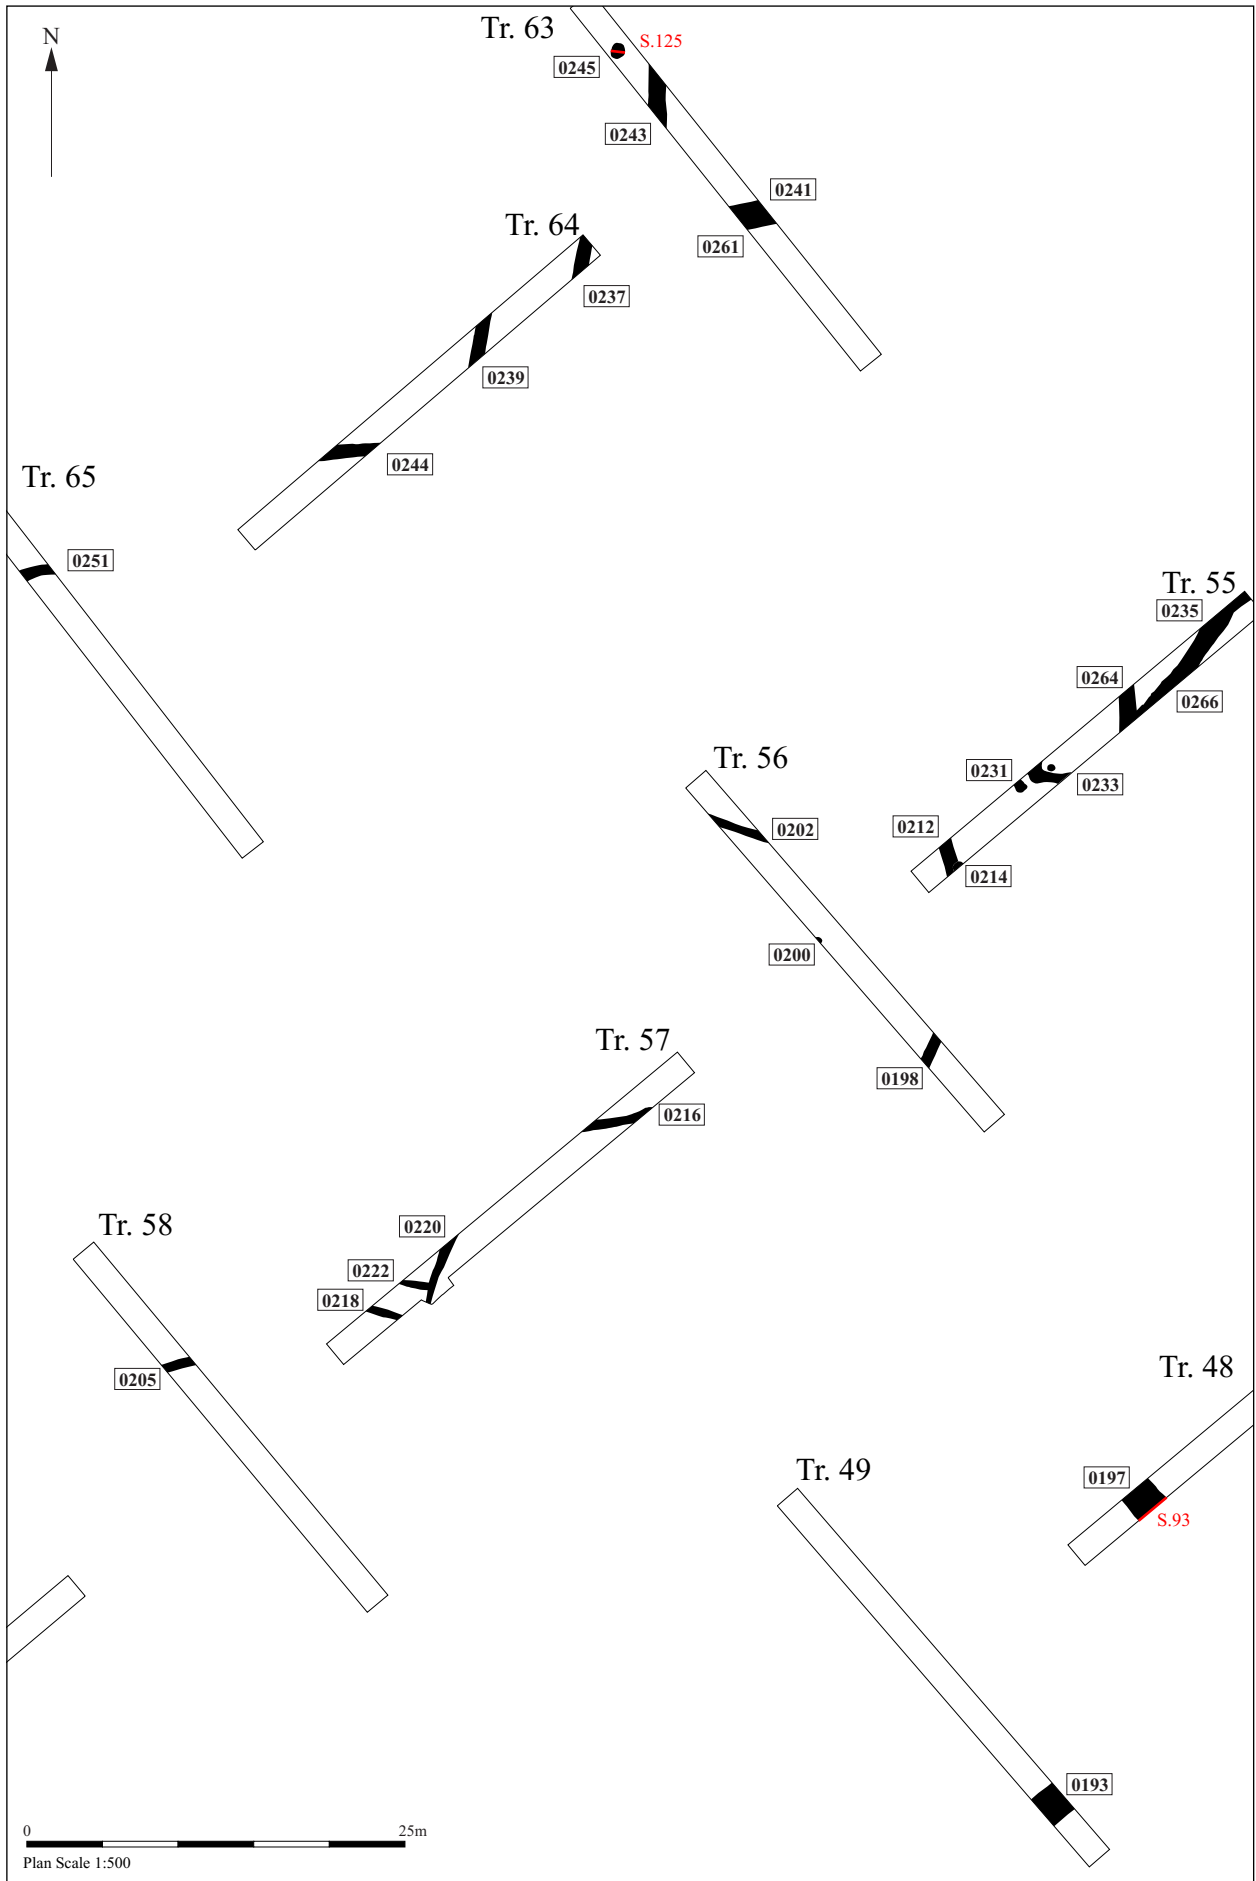 Tr. 63
N
S.125
0245
0243
0241
Tr. 64
0261
0237
0239
0244
Tr. 65
0251
Tr. 55
0235
0264
0266
Tr. 56
0231
0233
0202
0212
0214
0200
Tr. 57
0198
0216
Tr. 58
0220
0222
0218
0205
Tr. 48
Tr. 49
0197
S.93
0193
0 25m
Plan Scale 1:500